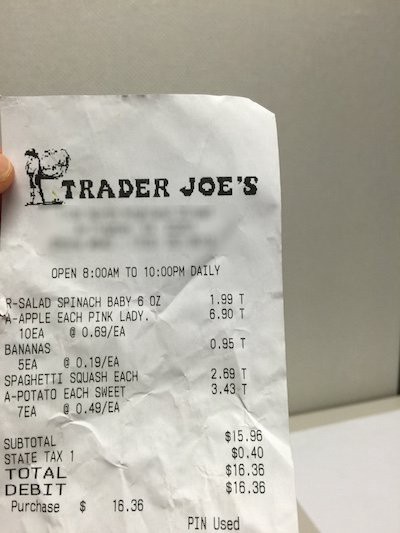 TRADER JOE'S
OPEN 8:00AM TO 10:00PM DAILY
R-SALAD SPINACH BABY 6 OZ 1.99 T
A-APPLE EACH PINK LADY. 6.90 T
10EA @ 0.69/EA
BANANAS 0.95 T
5EA @ 0.19/EA
SPAGHETTI SQUASH EACH 2.69 T
A-POTATO EACH SWEET 3.43 T
7EA @ 0.49/EA
SUBTOTAL $15.96
STATE TAX 1 $0.40
TOTAL $16.36
DEBIT $16.36
Purchase $ 16.36
PIN Used